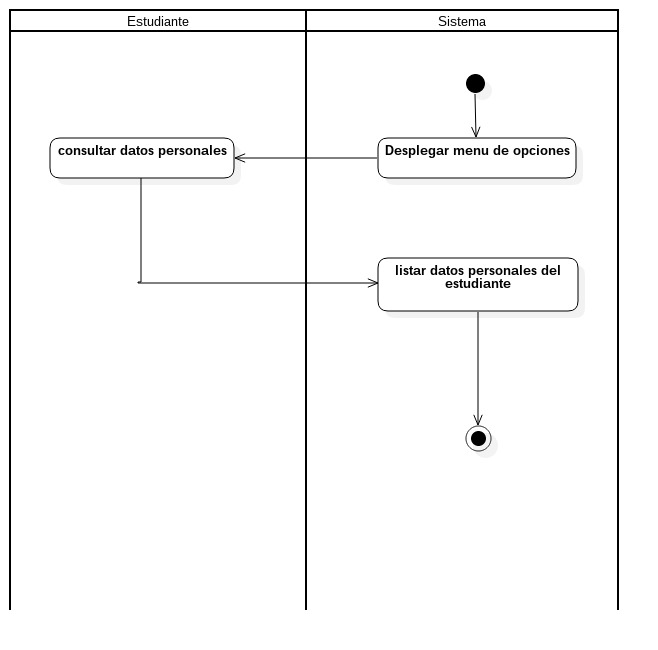 Estudiante
Sistema
consultar datos personales
Desplegar menu de opciones
listar datos personales del
estudiante